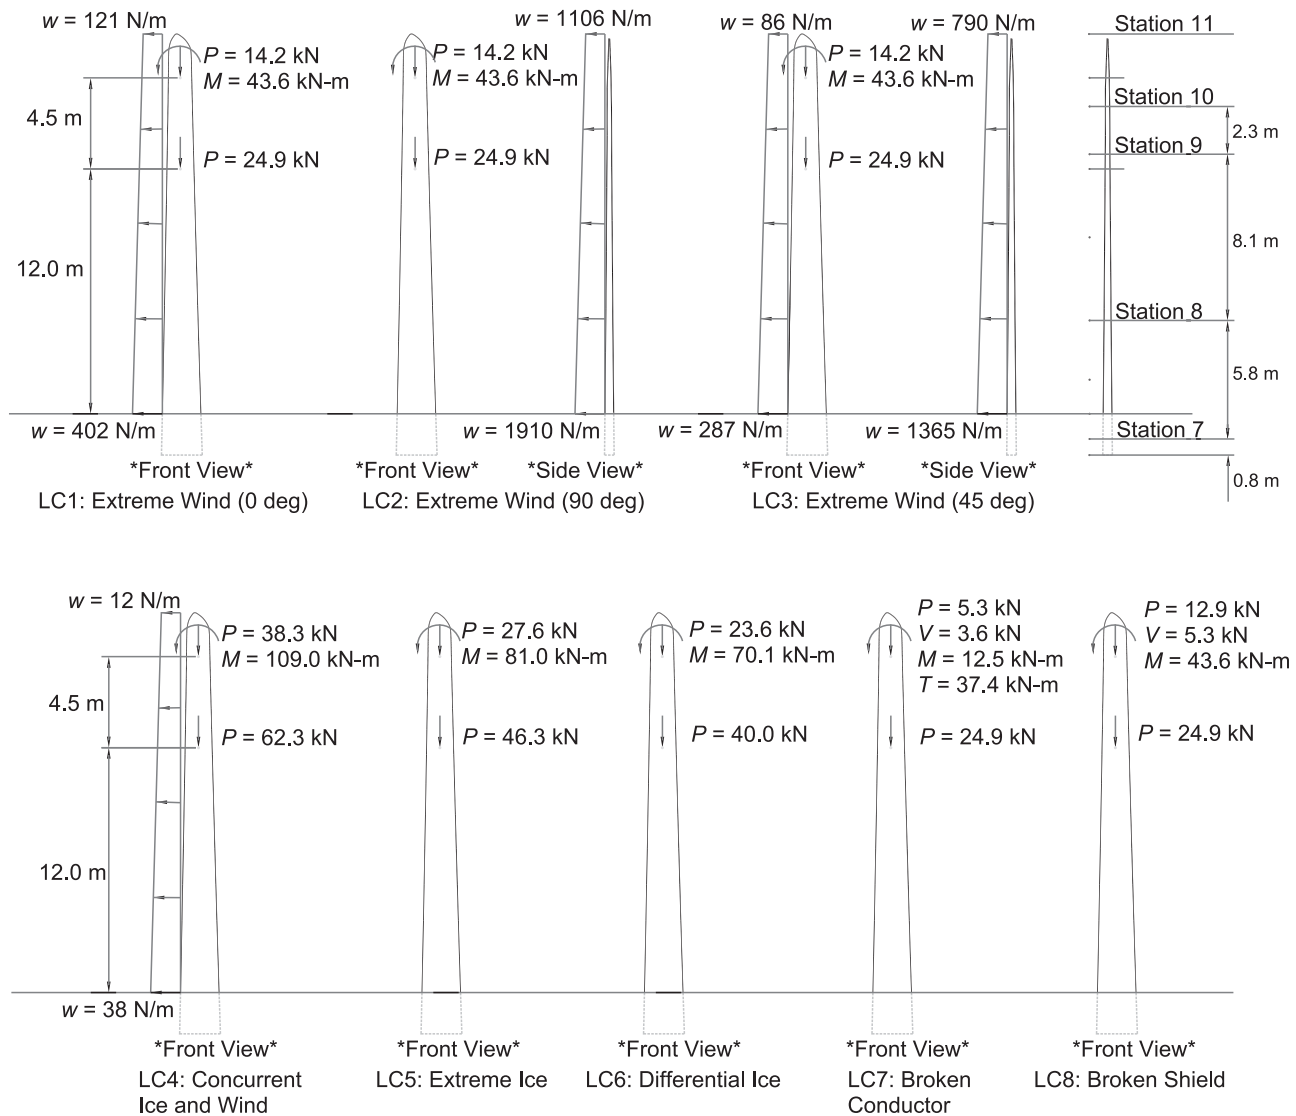 w = 121 N/m
P = 14.2 kN
M = 43.6 kN-m
4.5 m
P = 24.9 kN
12.0 m
w = 402 N/m
*Front View*
LC1: Extreme Wind (0 deg)
P = 14.2 kN
M = 43.6 kN-m
P = 24.9 kN
w = 1106 N/m
w = 1910 N/m
*Front View*
*Side View*
LC2: Extreme Wind (90 deg)
w = 86 N/m
P = 14.2 kN
M = 43.6 kN-m
P = 24.9 kN
w = 287 N/m
w = 790 N/m
w = 1365 N/m
*Front View*
*Side View*
LC3: Extreme Wind (45 deg)
Station 11
Station 10
2.3 m
Station 9
8.1 m
Station 8
5.8 m
Station 7
0.8 m
w = 12 N/m
P = 38.3 kN
M = 109.0 kN-m
4.5 m
P = 62.3 kN
12.0 m
w = 38 N/m
*Front View*
LC4: Concurrent
Ice and Wind
P = 27.6 kN
M = 81.0 kN-m
P = 46.3 kN
*Front View*
LC5: Extreme Ice
P = 23.6 kN
M = 70.1 kN-m
P = 40.0 kN
*Front View*
LC6: Differential Ice
P = 5.3 kN
V = 3.6 kN
M = 12.5 kN-m
T = 37.4 kN-m
P = 24.9 kN
*Front View*
LC7: Broken
Conductor
P = 12.9 kN
V = 5.3 kN
M = 43.6 kN-m
P = 24.9 kN
*Front View*
LC8: Broken Shield